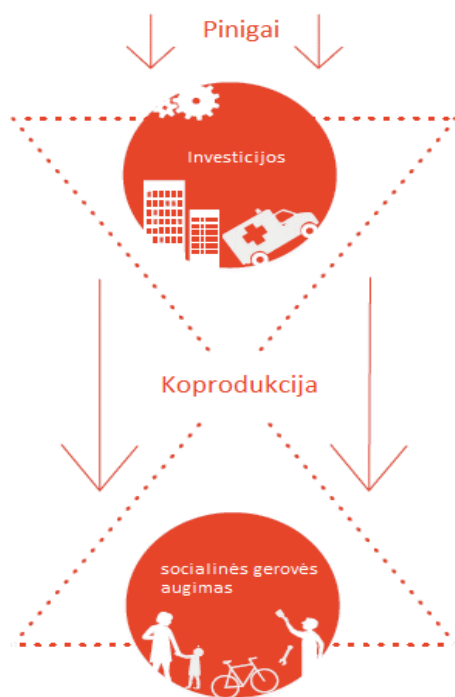 Pinigai
Investicijos
Koprodukcija
socialinės gerovės
augimas